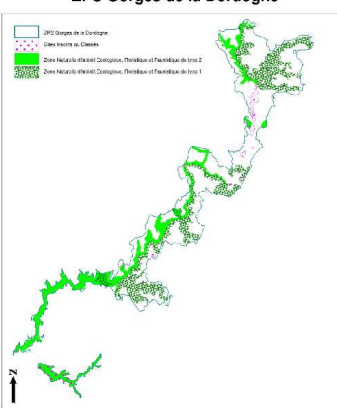 ZPS Gorges de la Dordogne
ZPS Gorges de la Dordogne
Sites Inscrits ou Classés
Zone Naturelle d'Intérêt Ecologique, Floristique et Faunistique de type 2
Zone Naturelle d'Intérêt Ecologique, Floristique et Faunistique de type 1
N